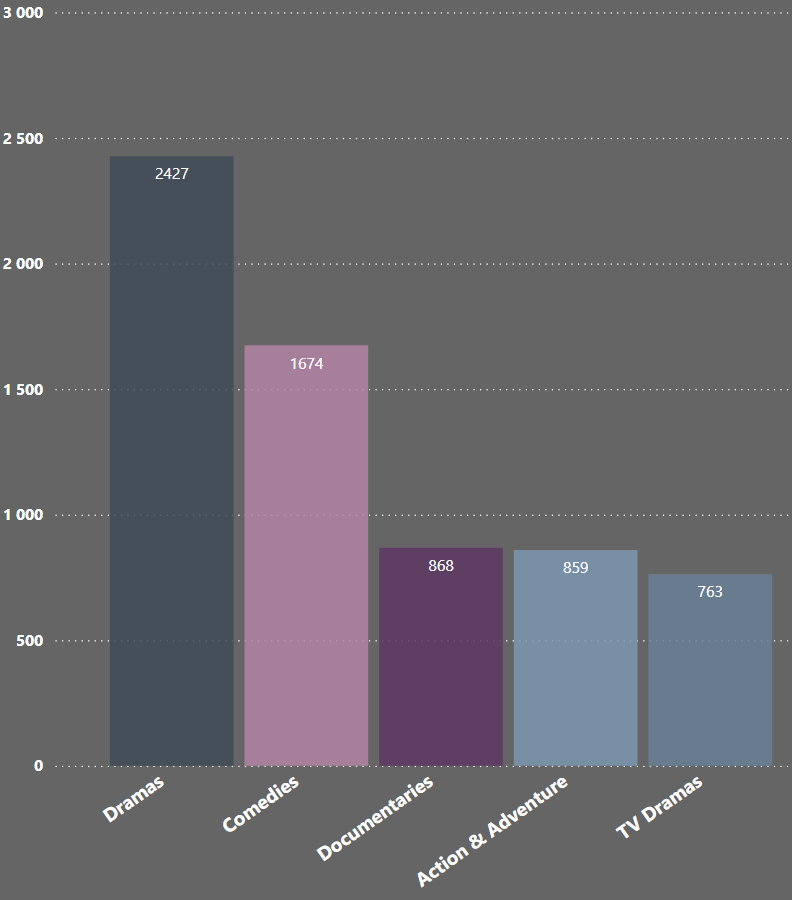 3 000
2 500
2 000
1 500
1 000
500
0
2427
1674
868
859
763
Dramas
Comedies
Documentaries
Action & Adventure
TV Dramas